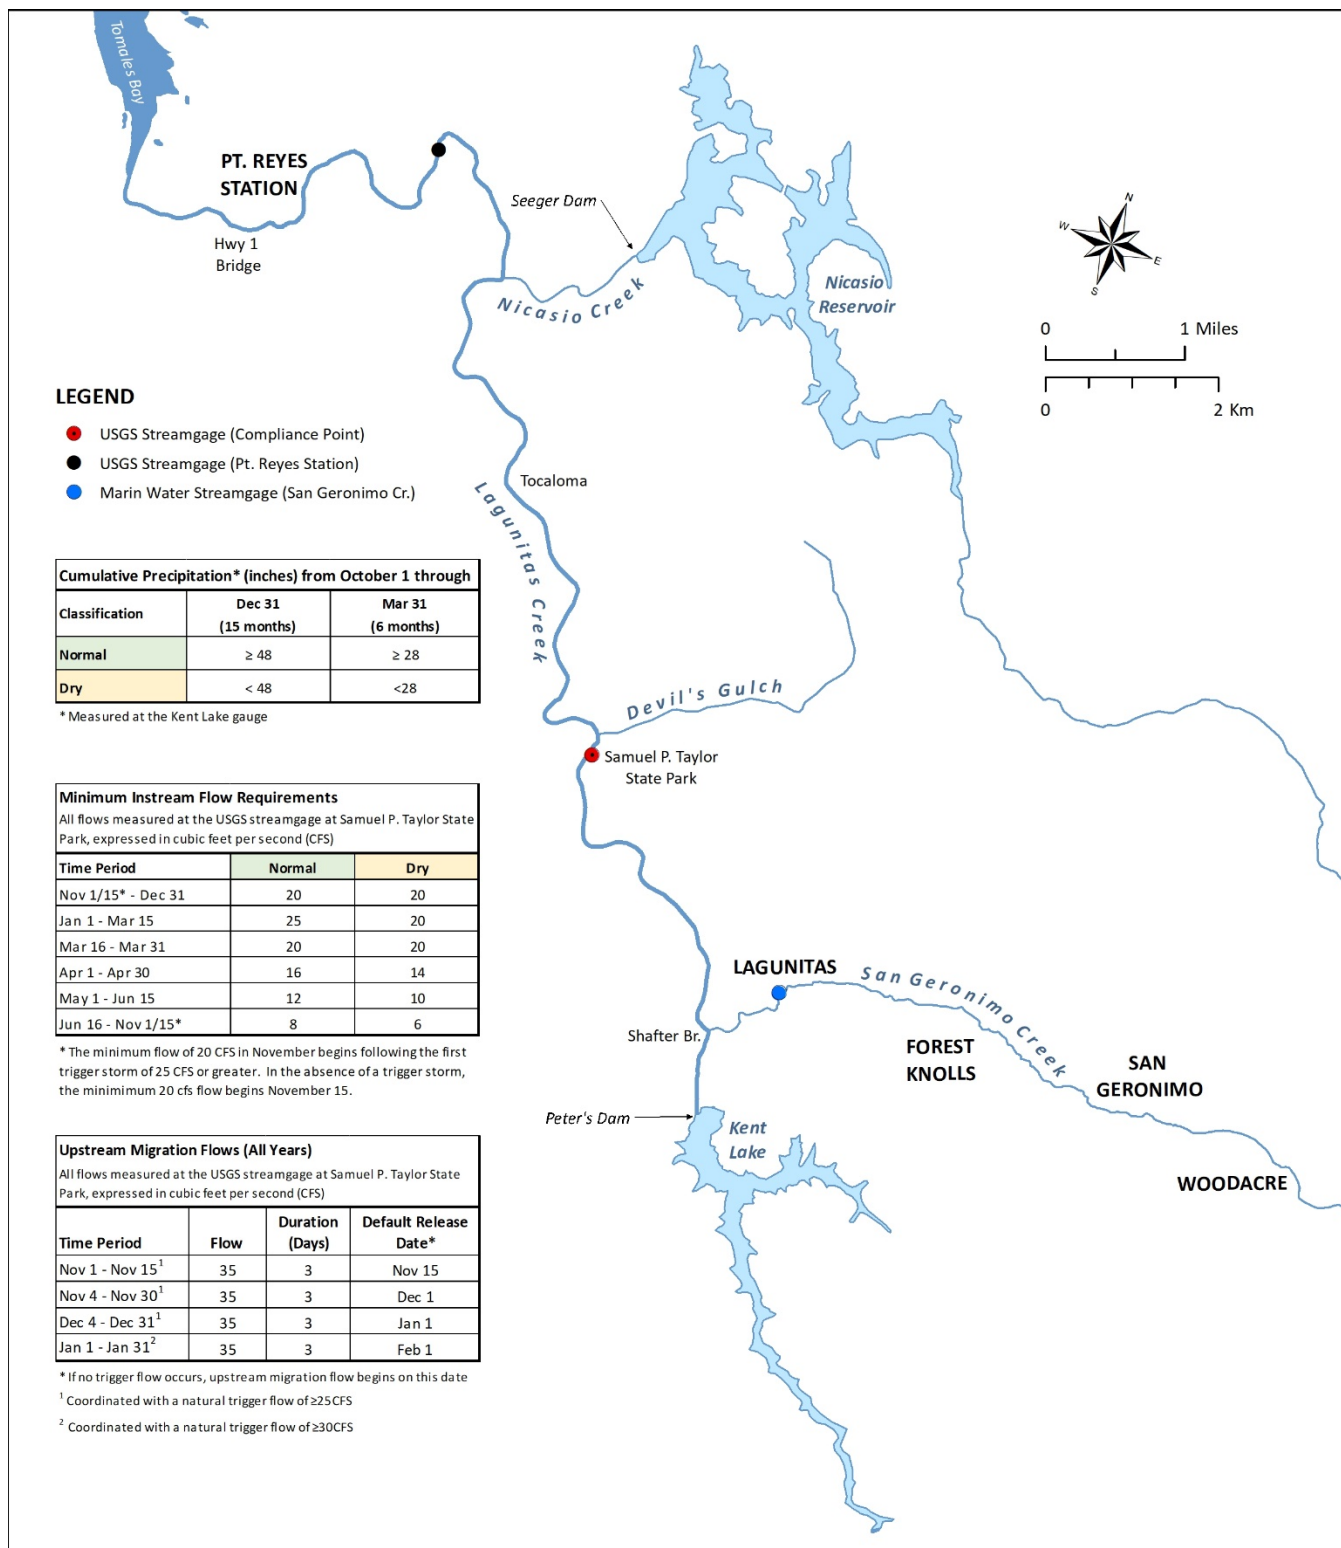 Tomales Bay
PT. REYES
STATION
Hwy 1
Bridge
Seeger Dam
Nicasio Creek
Nicasio
Reservoir
N
W
E
S
0 1 Miles
0 2 Km
LEGEND
USGS Streamgage (Compliance Point)
USGS Streamgage (Pt. Reyes Station)
Marin Water Streamgage (San Geronimo Cr.)
Tocaloma
Lagunitas Creek
Cumulative Precipitation* (inches) from October 1 through
Classification Dec 31 (15 months) Mar 31 (6 months)
Normal ≥ 48 ≥ 28
Dry < 48 <28
* Measured at the Kent Lake gauge
Devil's Gulch
Samuel P. Taylor
State Park
Minimum Instream Flow Requirements
All flows measured at the USGS streamgage at Samuel P. Taylor State
Park, expressed in cubic feet per second (CFS)
Time Period Normal Dry
Nov 1/15* - Dec 31 20 20
Jan 1 - Mar 15 25 20
Mar 16 - Mar 31 20 20
Apr 1 - Apr 30 16 14
May 1 - Jun 15 12 10
Jun 16 - Nov 1/15* 8 6
* The minimum flow of 20 CFS in November begins following the first
trigger storm of 25 CFS or greater. In the absence of a trigger storm,
the minimimum 20 cfs flow begins November 15.
LAGUNITAS
San Geronimo Creek
Shafter Br.
FOREST
KNOLLS
SAN
GERONIMO
Peter's Dam
Kent
Lake
WOODACRE
Upstream Migration Flows (All Years)
All flows measured at the USGS streamgage at Samuel P. Taylor State
Park, expressed in cubic feet per second (CFS)
Time Period Flow Duration (Days) Default Release Date*
Nov 1 - Nov 15¹ 35 3 Nov 15
Nov 4 - Nov 30¹ 35 3 Dec 1
Dec 4 - Dec 31¹ 35 3 Jan 1
Jan 1 - Jan 31² 35 3 Feb 1
* If no trigger flow occurs, upstream migration flow begins on this date
¹ Coordinated with a natural trigger flow of ≥25CFS
² Coordinated with a natural trigger flow of ≥30CFS